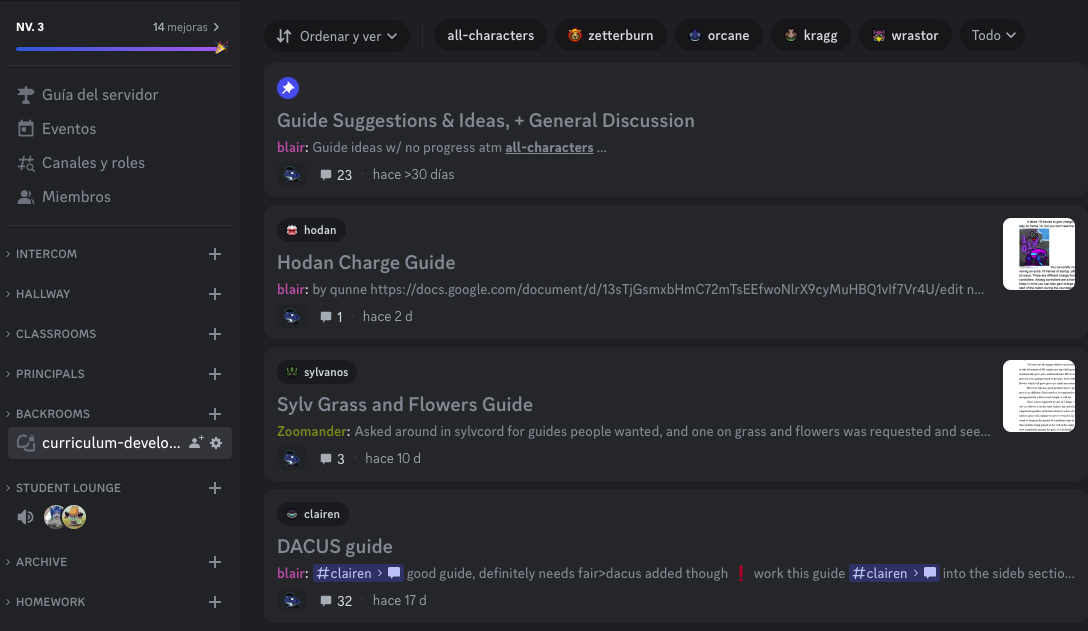 NV. 3
14 mejoras
Guía del servidor
Eventos
Canales y roles
Miembros
INTERCOM
HALLWAY
CLASSROOMS
PRINCIPALS
BACKROOMS
curriculum-develo...
STUDENT LOUNGE
ARCHIVE
HOMEWORK
Ordenar y ver
all-characters
zetterburn
orcane
kragg
wrastor
Todo
Guide Suggestions & Ideas, + General Discussion
blair: Guide ideas w/ no progress atm all-characters ...
23 · hace >30 días
hodan
Hodan Charge Guide
blair: by qunne https://docs.google.com/document/d/13sTjGsmxbHmC72mTsEEfwoNlrX9cyMuHBQ1vIf7Vr4U/edit n...
1 · hace 2 d
sylvanos
Sylv Grass and Flowers Guide
Zoomander: Asked around in sylvcord for guides people wanted, and one on grass and flowers was requested and see...
3 · hace 10 d
clairen
DACUS guide
blair: #clairen > good guide, definitely needs fair>dacus added though ❗ work this guide #clairen > into the sideb sectio...
32 · hace 17 d